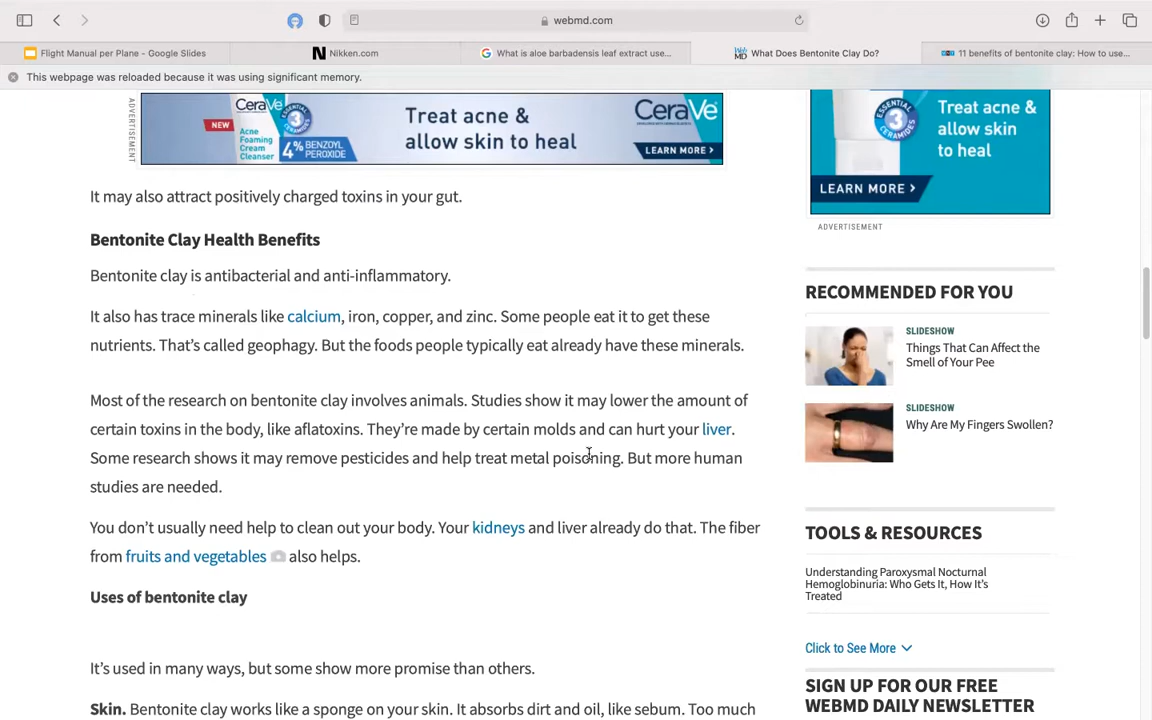 webmd.com
Flight Manual per Plane - Google Slides
Nikken.com
What is aloe barbadensis leaf extract use...
What Does Bentonite Clay Do?
11 benefits of bentonite clay: How to use...
This webpage was reloaded because it was using significant memory.
ADVERTISEMENT
NEW
CeraVe
Acne
Foaming
Cream
Cleanser
3
ESSENTIAL CERAMIDES
4% BENZOYL PEROXIDE
Treat acne &
allow skin to heal
CeraVe
LEARN MORE >
3
ESSENTIAL
CERAMIDES
Treat acne &
allow skin
to heal
LEARN MORE >
ADVERTISEMENT
It may also attract positively charged toxins in your gut.
Bentonite Clay Health Benefits
Bentonite clay is antibacterial and anti-inflammatory.
It also has trace minerals like calcium, iron, copper, and zinc. Some people eat it to get these
nutrients. That’s called geophagy. But the foods people typically eat already have these minerals.
Most of the research on bentonite clay involves animals. Studies show it may lower the amount of
certain toxins in the body, like aflatoxins. They’re made by certain molds and can hurt your liver.
Some research shows it may remove pesticides and help treat metal poisoning. But more human
studies are needed.
You don’t usually need help to clean out your body. Your kidneys and liver already do that. The fiber
from fruits and vegetables also helps.
Uses of bentonite clay
It’s used in many ways, but some show more promise than others.
Skin. Bentonite clay works like a sponge on your skin. It absorbs dirt and oil, like sebum. Too much
RECOMMENDED FOR YOU
SLIDESHOW
Things That Can Affect the
Smell of Your Pee
SLIDESHOW
Why Are My Fingers Swollen?
TOOLS & RESOURCES
Understanding Paroxysmal Nocturnal
Hemoglobinuria: Who Gets It, How It’s
Treated
Click to See More
SIGN UP FOR OUR FREE
WEBMD DAILY NEWSLETTER